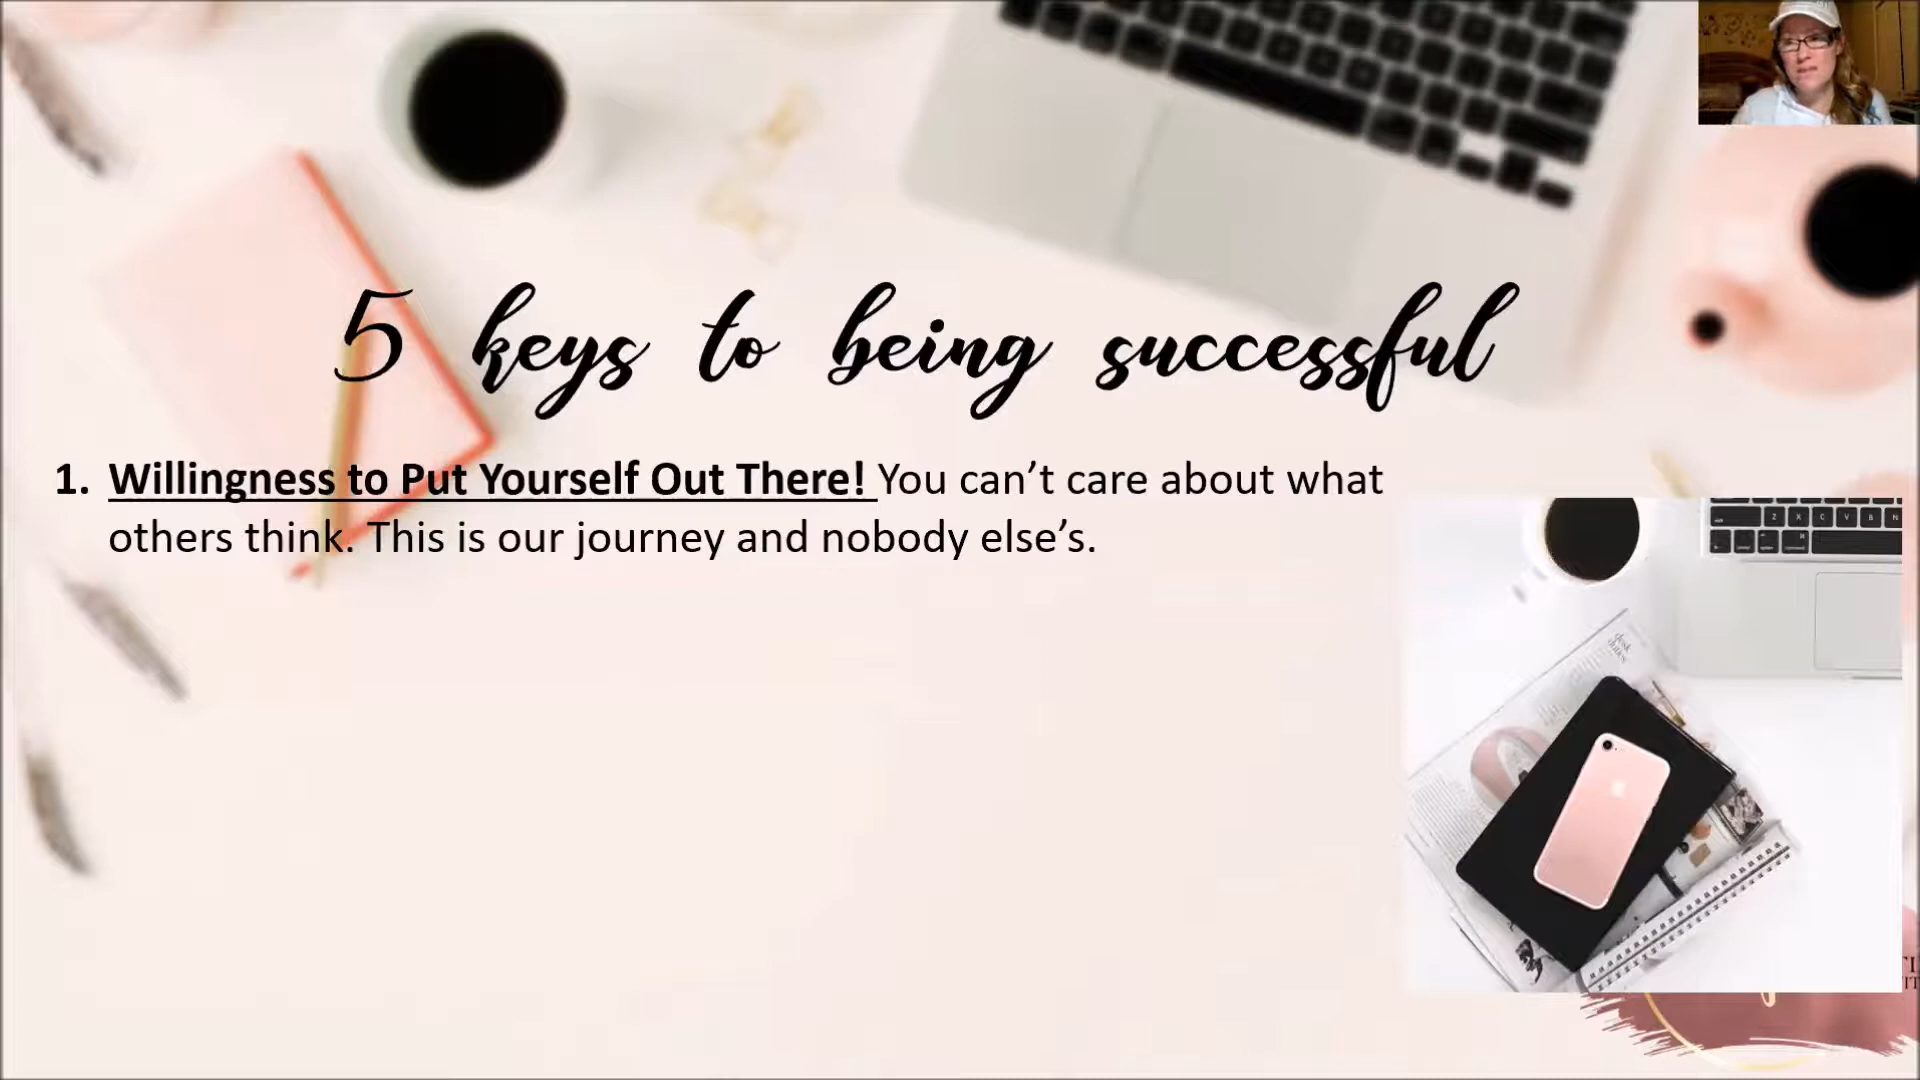 5 keys to being successful
1. Willingness to Put Yourself Out There! You can’t care about what
others think. This is our journey and nobody else’s.
Z X C V B N